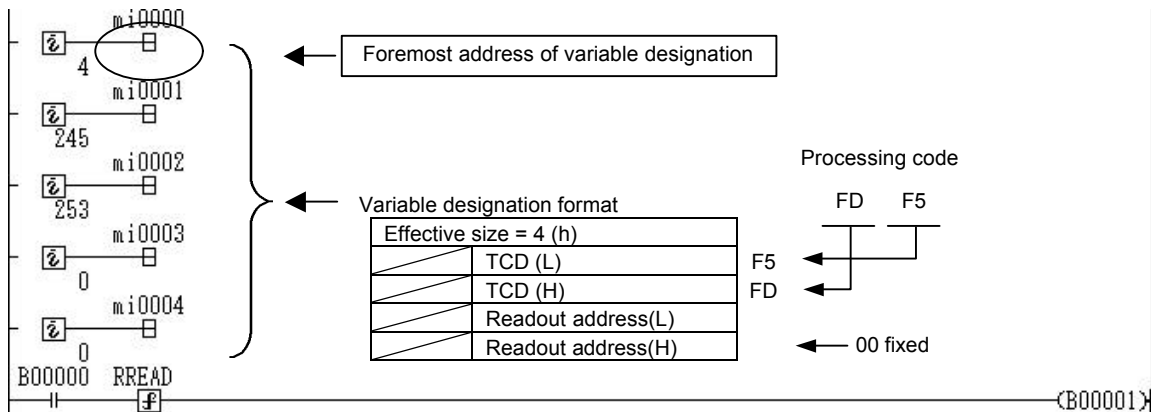 mi0000
4
Foremost address of variable designation
mi0001
245
mi0002
253
mi0003
0
mi0004
0
Processing code
FD F5
Variable designation format
Effective size = 4 (h)
TCD (L) F5
TCD (H) FD
Readout address(L)
Readout address(H) 00 fixed
B00000 RREAD
(B00001)